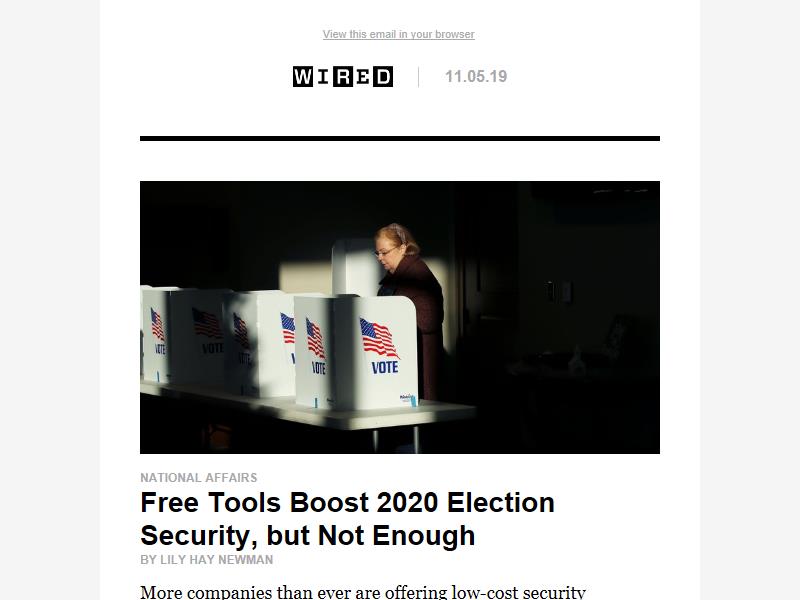 View this email in your browser
WIRED 11.05.19
VOTE VOTE VOTE VOTE VOTE
NATIONAL AFFAIRS
Free Tools Boost 2020 Election
Security, but Not Enough
BY LILY HAY NEWMAN
More companies than ever are offering low-cost security